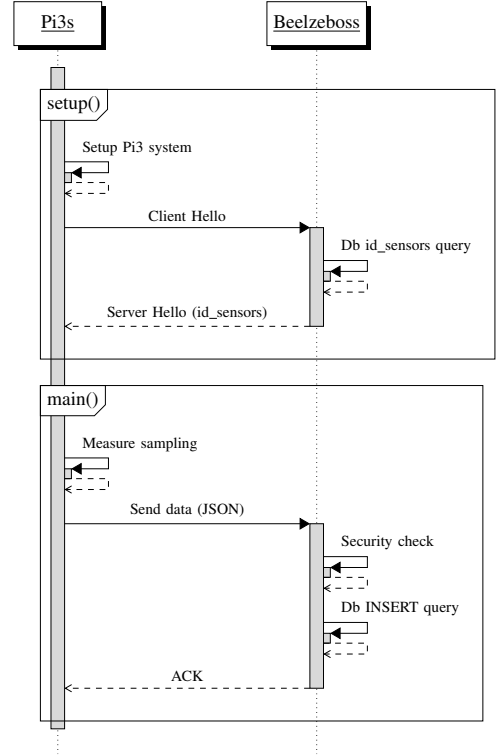 Pi3s
Beelzeboss
setup()
Setup Pi3 system
Client Hello
Db id_sensors query
Server Hello (id_sensors)
main()
Measure sampling
Send data (JSON)
Security check
Db INSERT query
ACK